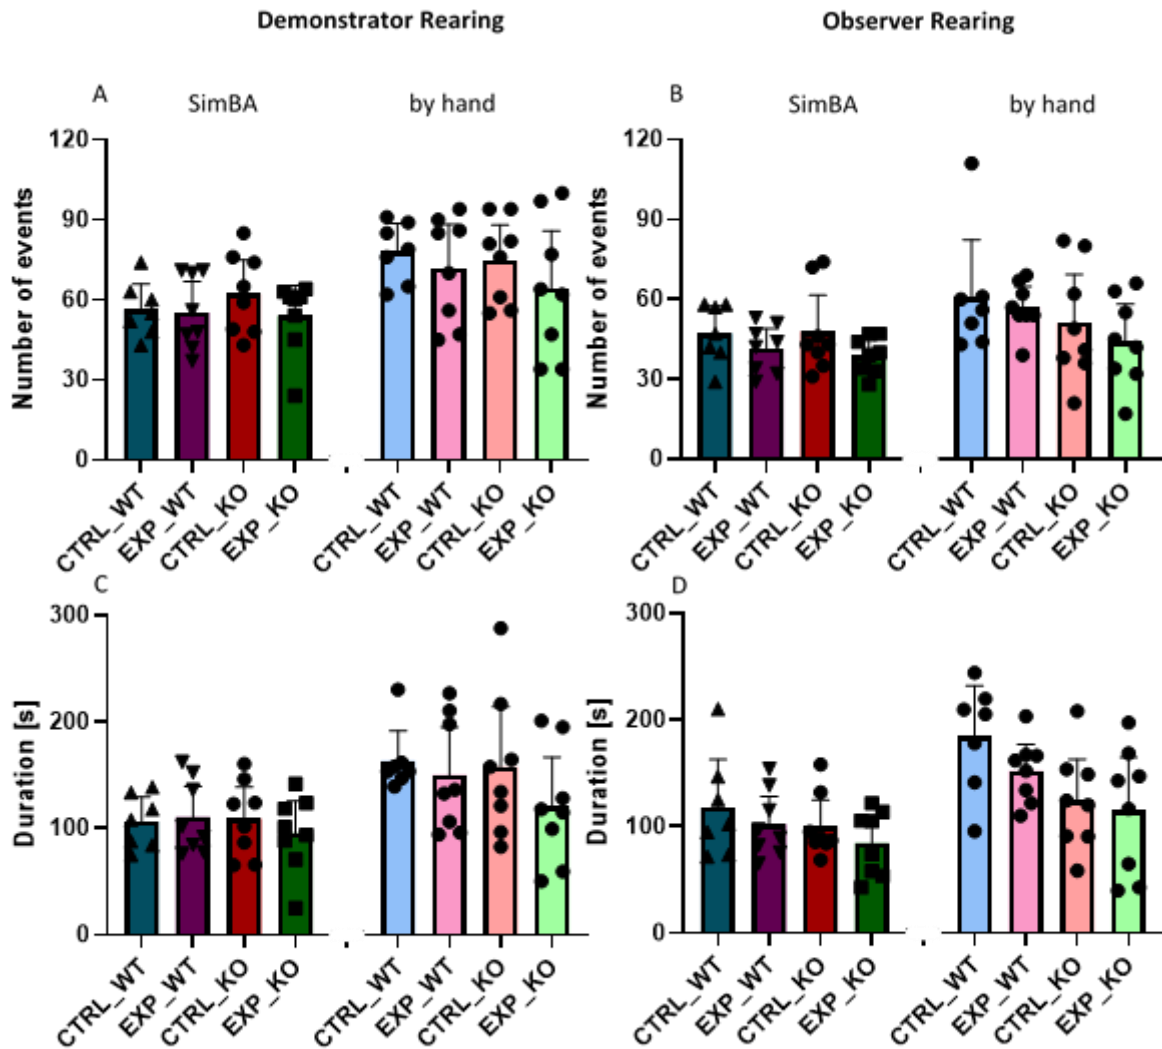 Demonstrator Rearing
Observer Rearing
A
SimBA
by hand
B
SimBA
by hand
Number of events
120
90
60
30
0
CTRL_WT
EXP_WT
CTRL_KO
EXP_KO
CTRL_WT
EXP_WT
CTRL_KO
EXP_KO
Number of events
120
90
60
30
0
CTRL_WT
EXP_WT
CTRL_KO
EXP_KO
CTRL_WT
EXP_WT
CTRL_KO
EXP_KO
C
Duration [s]
300
200
100
0
CTRL_WT
EXP_WT
CTRL_KO
EXP_KO
CTRL_WT
EXP_WT
CTRL_KO
EXP_KO
D
Duration [s]
300
200
100
0
CTRL_WT
EXP_WT
CTRL_KO
EXP_KO
CTRL_WT
EXP_WT
CTRL_KO
EXP_KO